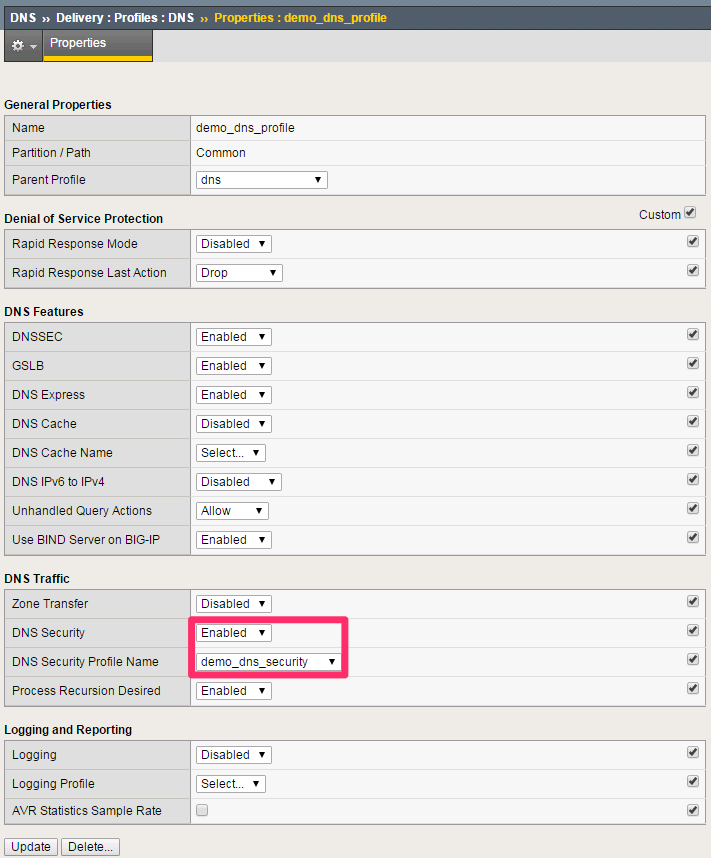 DNS ›› Delivery : Profiles : DNS ›› Properties : demo_dns_profile
Properties
General Properties
Name demo_dns_profile
Partition / Path Common
Parent Profile dns
Denial of Service Protection Custom
Rapid Response Mode Disabled
Rapid Response Last Action Drop
DNS Features
DNSSEC Enabled
GSLB Enabled
DNS Express Enabled
DNS Cache Disabled
DNS Cache Name Select...
DNS IPv6 to IPv4 Disabled
Unhandled Query Actions Allow
Use BIND Server on BIG-IP Enabled
DNS Traffic
Zone Transfer Disabled
DNS Security Enabled
DNS Security Profile Name demo_dns_security
Process Recursion Desired Enabled
Logging and Reporting
Logging Disabled
Logging Profile Select...
AVR Statistics Sample Rate
Update Delete...